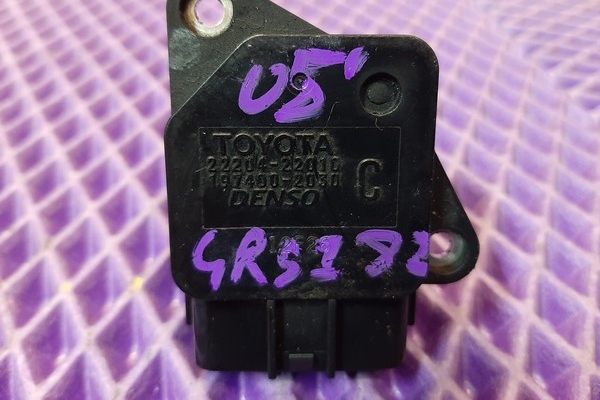 05'
TOYOTA
22204-22010
197400-2030
DENSO
C
GRS182